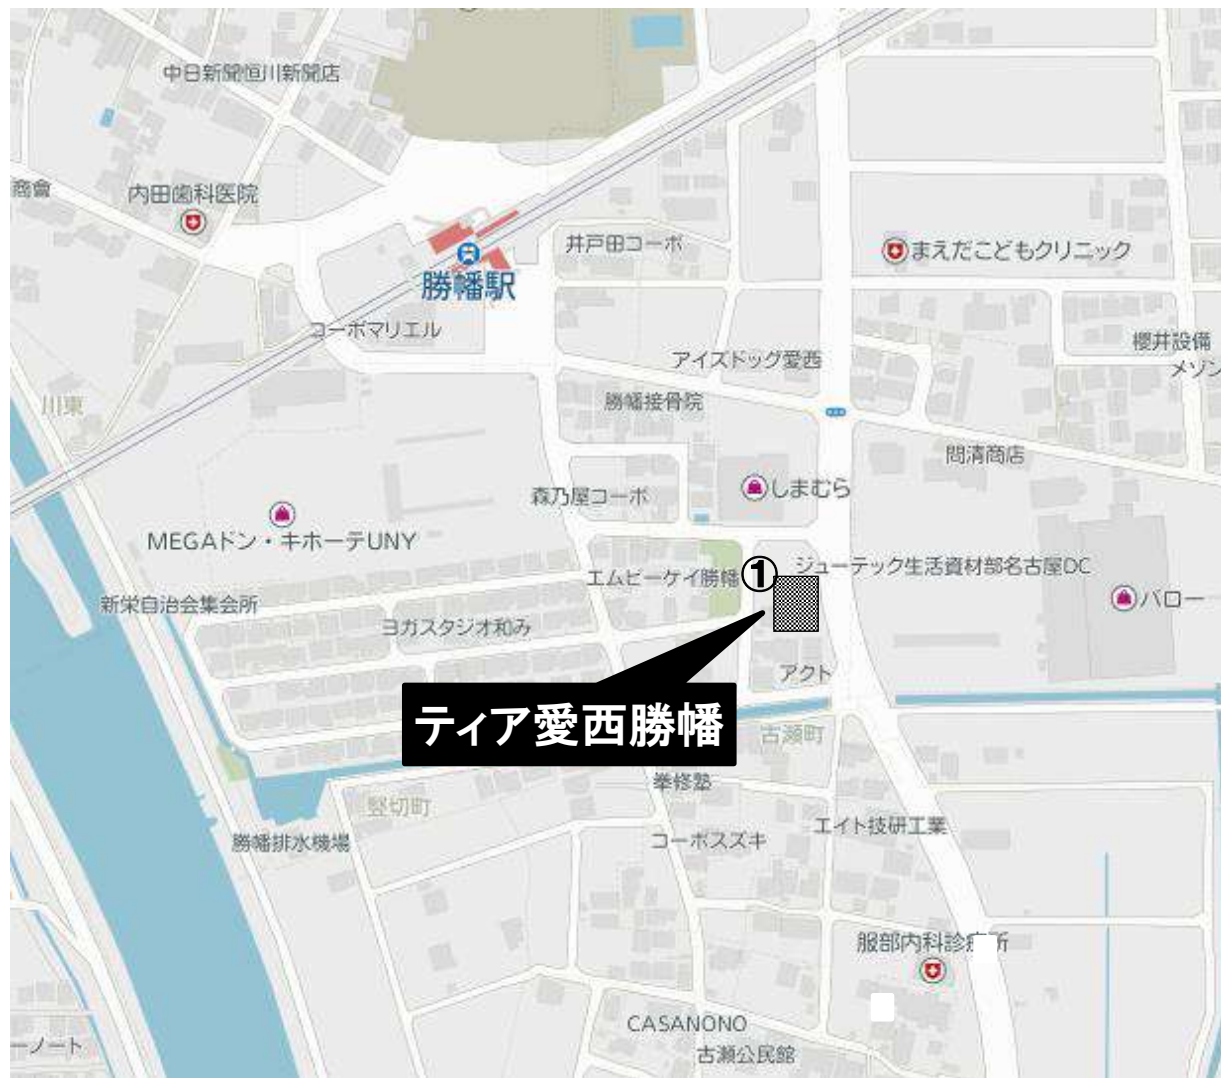 中日新聞恒川新聞店
商會
内田歯科医院
井戸田コーポ
まえだこどもクリニック
勝幡駅
コーポマリエル
櫻井設備
アイズドッグ愛西
メゾン
川東
勝幡接骨院
問清商店
しまむら
森乃屋コーポ
MEGAドン・キホーテUNY
①
ジューテック生活資材部名古屋DC
エムビーケイ勝幡
バロー
新栄自治会集会所
ヨガスタジオ和み
アクト
ティア愛西勝幡
古瀬町
拳修塾
竪切町
エイト技研工業
勝幡排水機場
コーポスズキ
服部内科診療所
CASANONO
ーノート
古瀬公民館